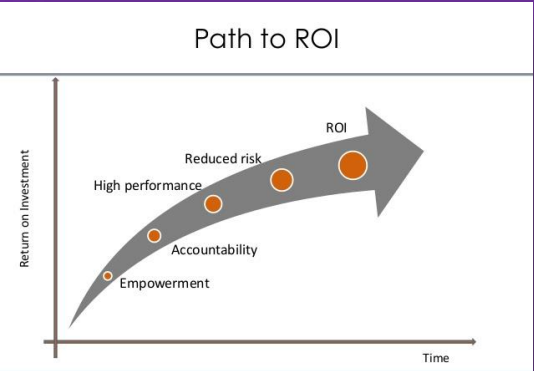 Path to ROI
Return on Investment
ROI
Reduced risk
High performance
Accountability
Empowerment
Time